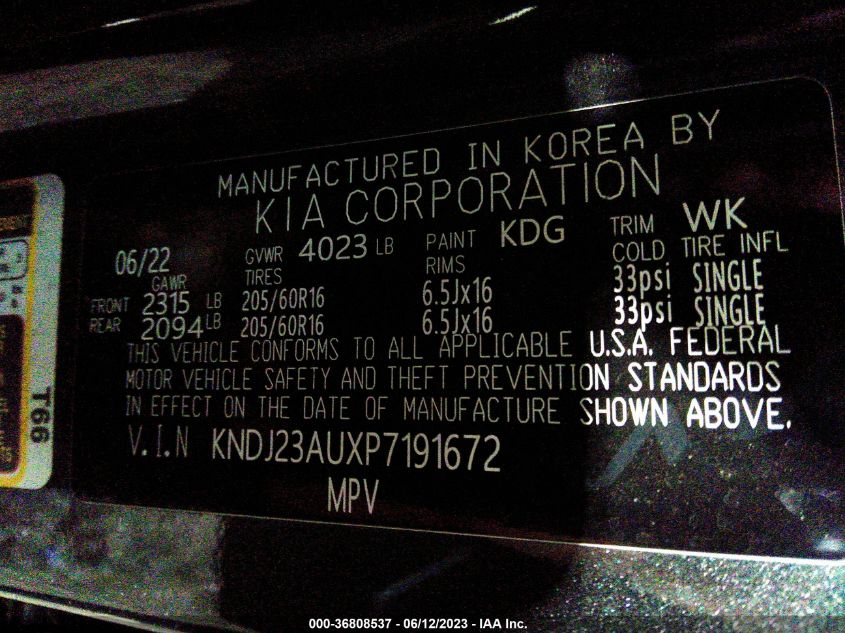 MANUFACTURED IN KOREA BY
KIA CORPORATION
06/22 GVWR 4023 LB PAINT KDG TRIM WK
GAWR TIRES RIMS COLD TIRE INFL
FRONT 2315 LB 205/60R16 6.5Jx16 33psi SINGLE
REAR 2094 LB 205/60R16 6.5Jx16 33psi SINGLE
THIS VEHICLE CONFORMS TO ALL APPLICABLE U.S.A. FEDERAL
MOTOR VEHICLE SAFETY AND THEFT PREVENTION STANDARDS
IN EFFECT ON THE DATE OF MANUFACTURE SHOWN ABOVE.
V.I.N KNDJ23AUXP7191672
MPV
T66
000-36808537 - 06/12/2023 - IAA Inc.